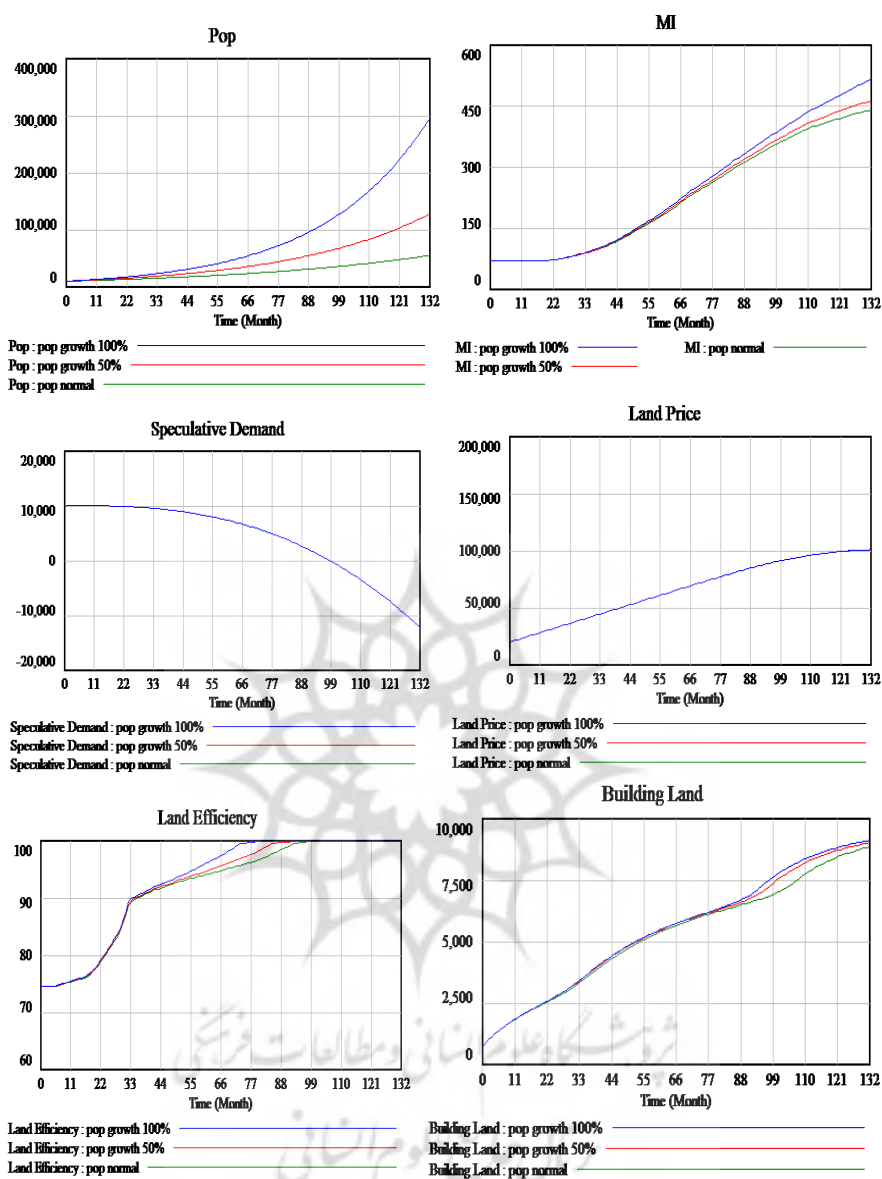 Pop
400,000
300,000
200,000
100,000
0
0 11 22 33 44 55 66 77 88 99 110 121 132
Time (Month)
Pop : pop growth 100%
Pop : pop growth 50%
Pop : pop normal
MI
600
450
300
150
0
0 11 22 33 44 55 66 77 88 99 110 121 132
Time (Month)
MI : pop growth 100% MI : pop normal
MI : pop growth 50%
Speculative Demand
20,000
10,000
0
-10,000
-20,000
0 11 22 33 44 55 66 77 88 99 110 121 132
Time (Month)
Speculative Demand : pop growth 100%
Speculative Demand : pop growth 50%
Speculative Demand : pop normal
Land Price
200,000
150,000
100,000
50,000
0
0 11 22 33 44 55 66 77 88 99 110 121 132
Time (Month)
Land Price : pop growth 100%
Land Price : pop growth 50%
Land Price : pop normal
Land Efficiency
100
90
80
70
60
0 11 22 33 44 55 66 77 88 99 110 121 132
Time (Month)
Land Efficiency : pop growth 100%
Land Efficiency : pop growth 50%
Land Efficiency : pop normal
Building Land
10,000
7,500
5,000
2,500
0
0 11 22 33 44 55 66 77 88 99 110 121 132
Time (Month)
Building Land : pop growth 100%
Building Land : pop growth 50%
Building Land : pop normal
پژوهشگاه علوم انسانی و مطالعات فرهنگی
علوم انسانی